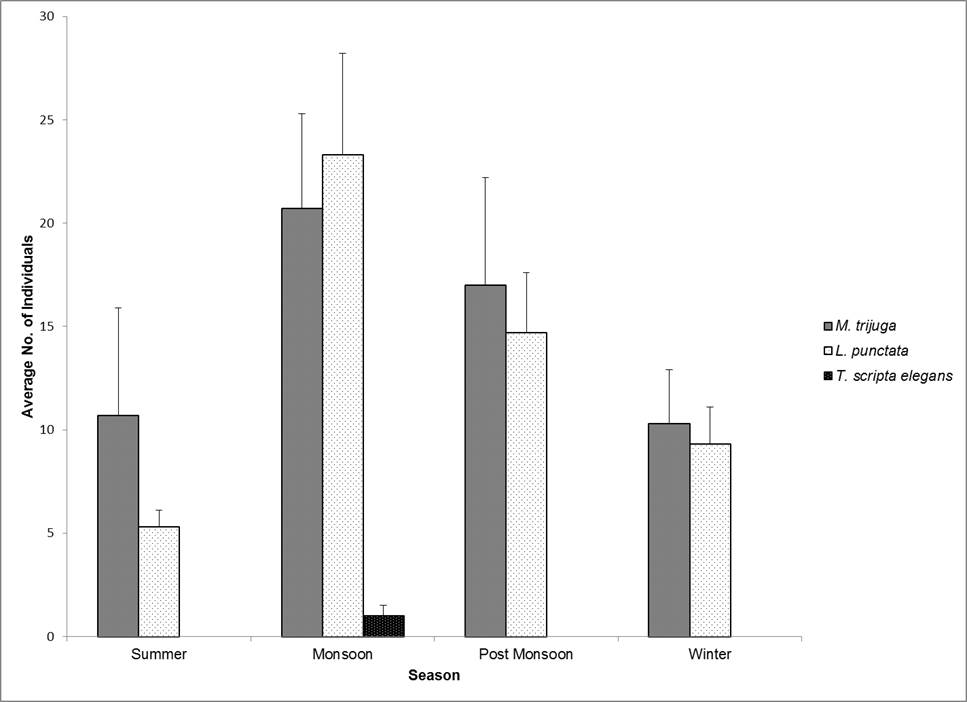 30
25
20
15
10
5
0
Average No. of Individuals
Summer
Monsoon
Post Monsoon
Winter
Season
M. trijuga
L. punctata
T. scripta elegans